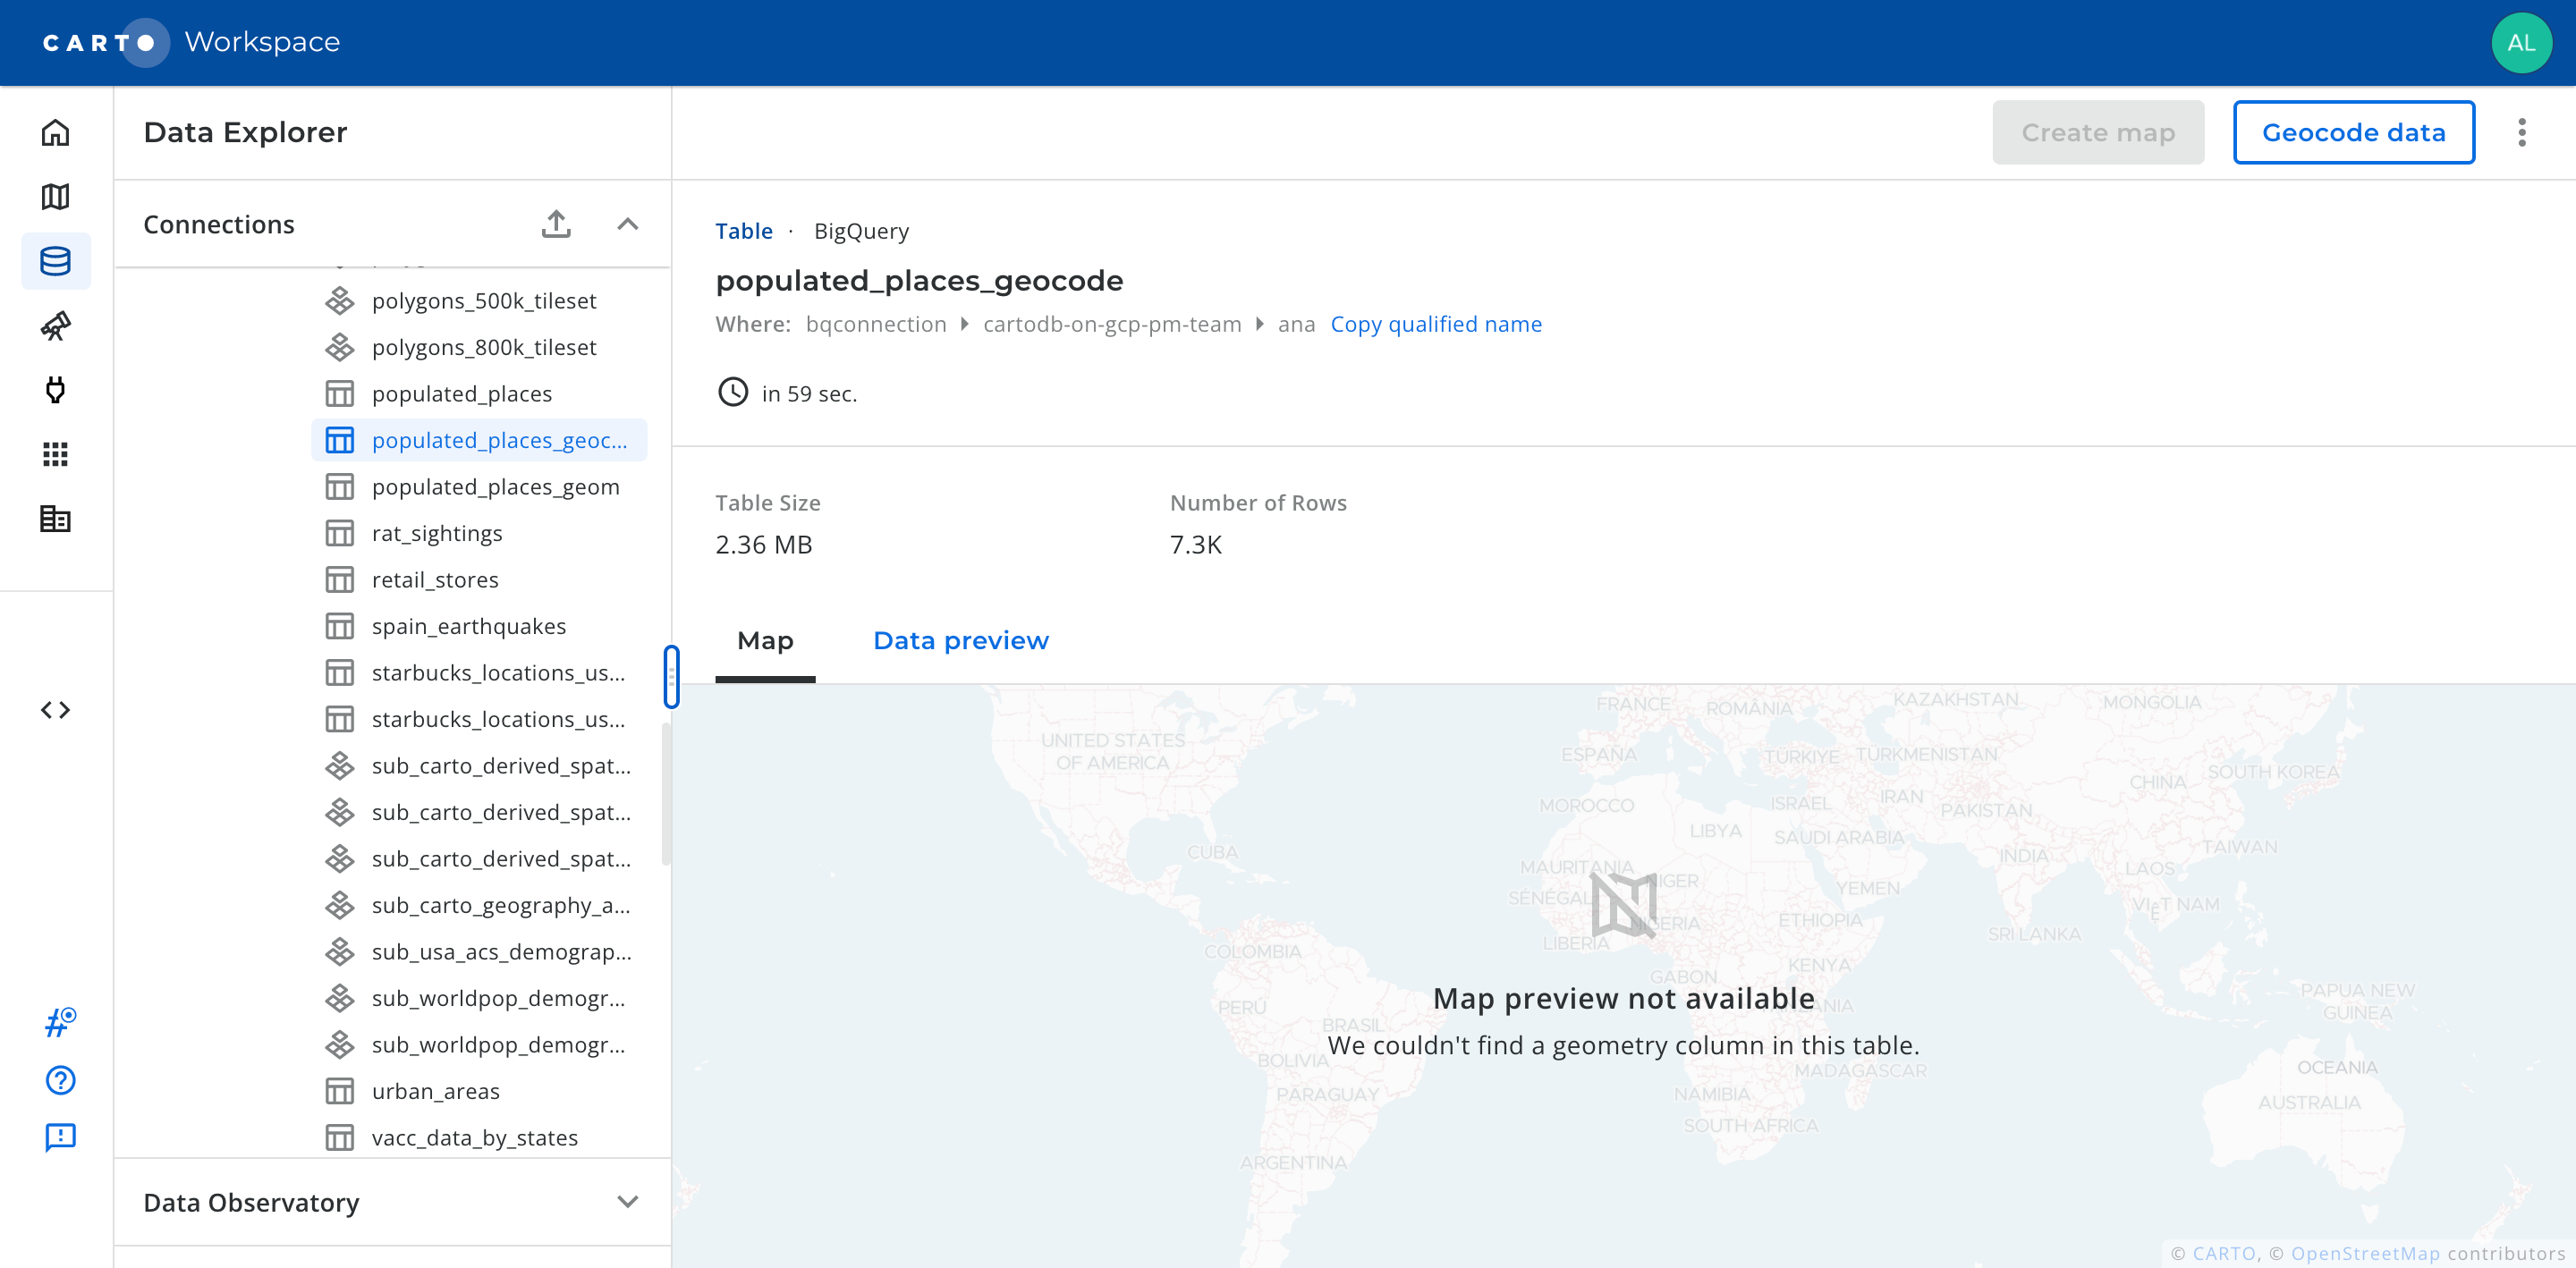 CARTO Workspace
AL
Data Explorer
Create map
Geocode data
Connections
polygons_500k_tileset
polygons_800k_tileset
populated_places
populated_places_geoc...
populated_places_geom
rat_sightings
retail_stores
spain_earthquakes
starbucks_locations_us...
starbucks_locations_us...
sub_carto_derived_spat...
sub_carto_derived_spat...
sub_carto_derived_spat...
sub_carto_geography_a...
sub_usa_acs_demograp...
sub_worldpop_demogr...
sub_worldpop_demogr...
urban_areas
vacc_data_by_states
Data Observatory
Table · BigQuery
populated_places_geocode
Where: bqconnection cartodb-on-gcp-pm-team ana Copy qualified name
in 59 sec.
Table Size
2.36 MB
Number of Rows
7.3K
Map
Data preview
FRANCE
ROMÂNIA
KAZAKHSTAN
MONGOLIA
UNITED STATES
OF AMERICA
ESPAÑA
TÜRKIYE
TÜRKMENISTAN
CHINA
SOUTH KOREA
MOROCCO
ISRAEL
IRAN
PAKISTAN
LIBYA
SAUDI ARABIA
CUBA
INDIA
TAIWAN
MAURITANIA
NIGER
LAOS
SÉNÉGAL
YEMEN
VIỆT NAM
NIGERIA
ETHIOPIA
SRI LANKA
LIBERIA
COLOMBIA
GABON
KENYA
PAPUA NEW
GUINEA
Map preview not available
PERÚ
BRASIL
We couldn't find a geometry column in this table.
BOLIVIA
MADAGASCAR
OCEANIA
PARAGUAY
NAMIBIA
AUSTRALIA
SOUTH AFRICA
ARGENTINA
© CARTO, © OpenStreetMap contributors